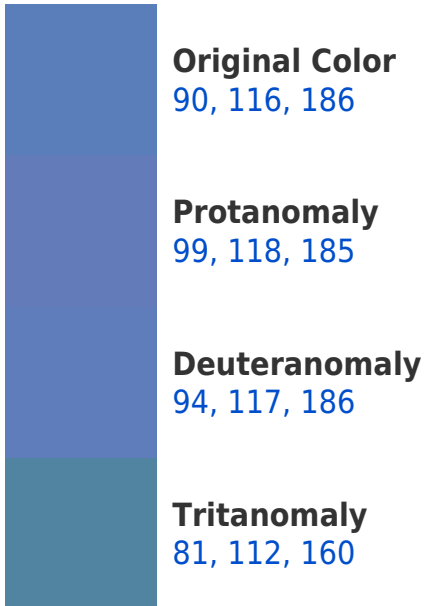 Original Color
90, 116, 186
Protanomaly
99, 118, 185
Deuteranomaly
94, 117, 186
Tritanomaly
81, 112, 160